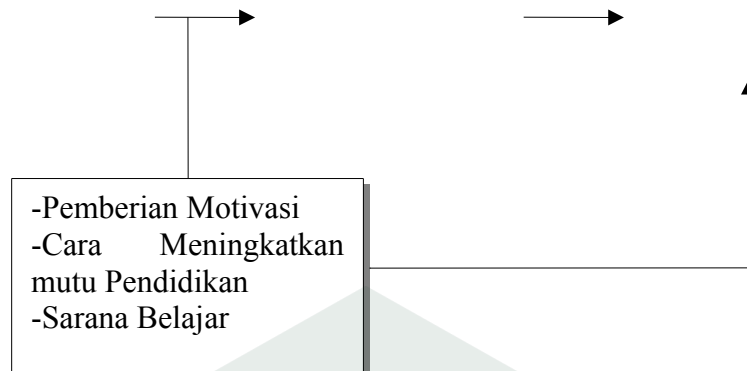 -Pemberian Motivasi
-Cara Meningkatkan
mutu Pendidikan
-Sarana Belajar